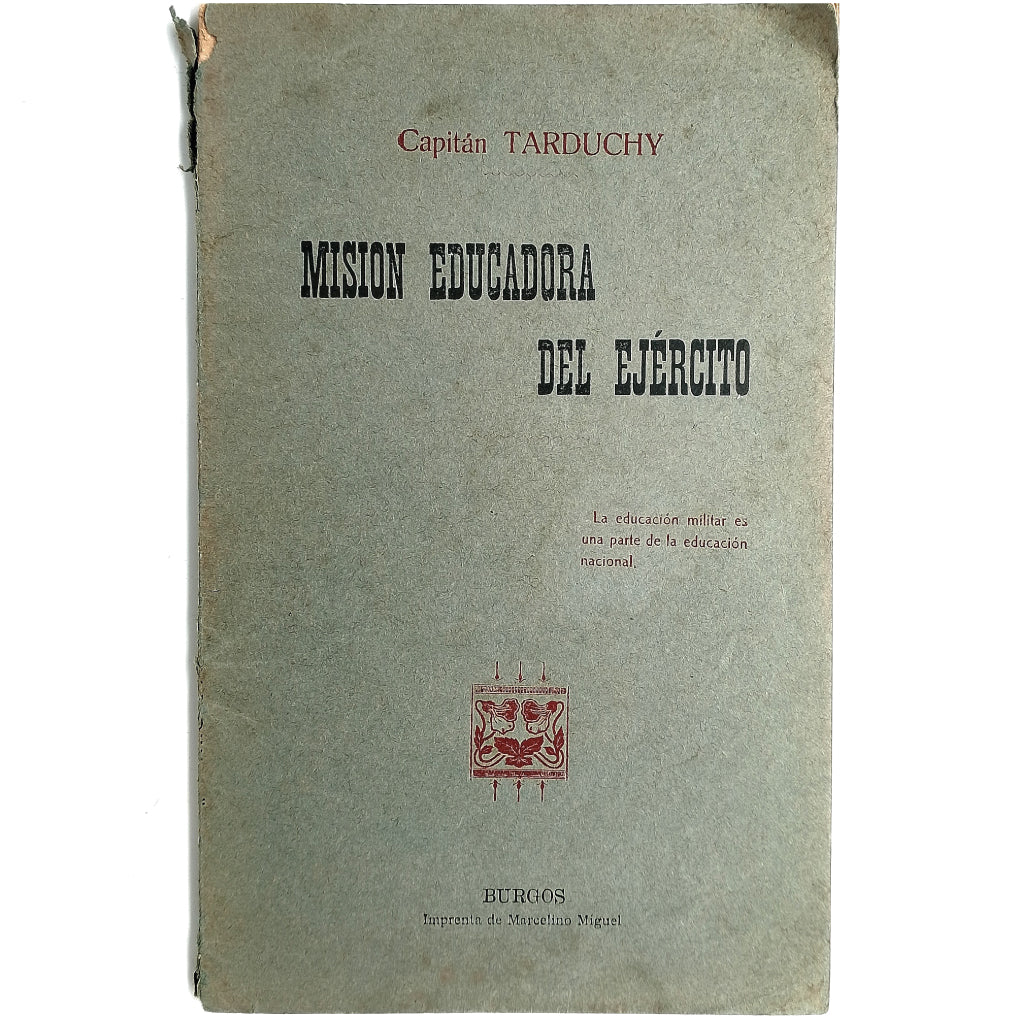 Capitán TARDUCHY
MISION EDUCADORA
DEL EJÉRCITO
La educación militar es
una parte de la educación
nacional.
BURGOS
Imprenta de Marcelino Miguel